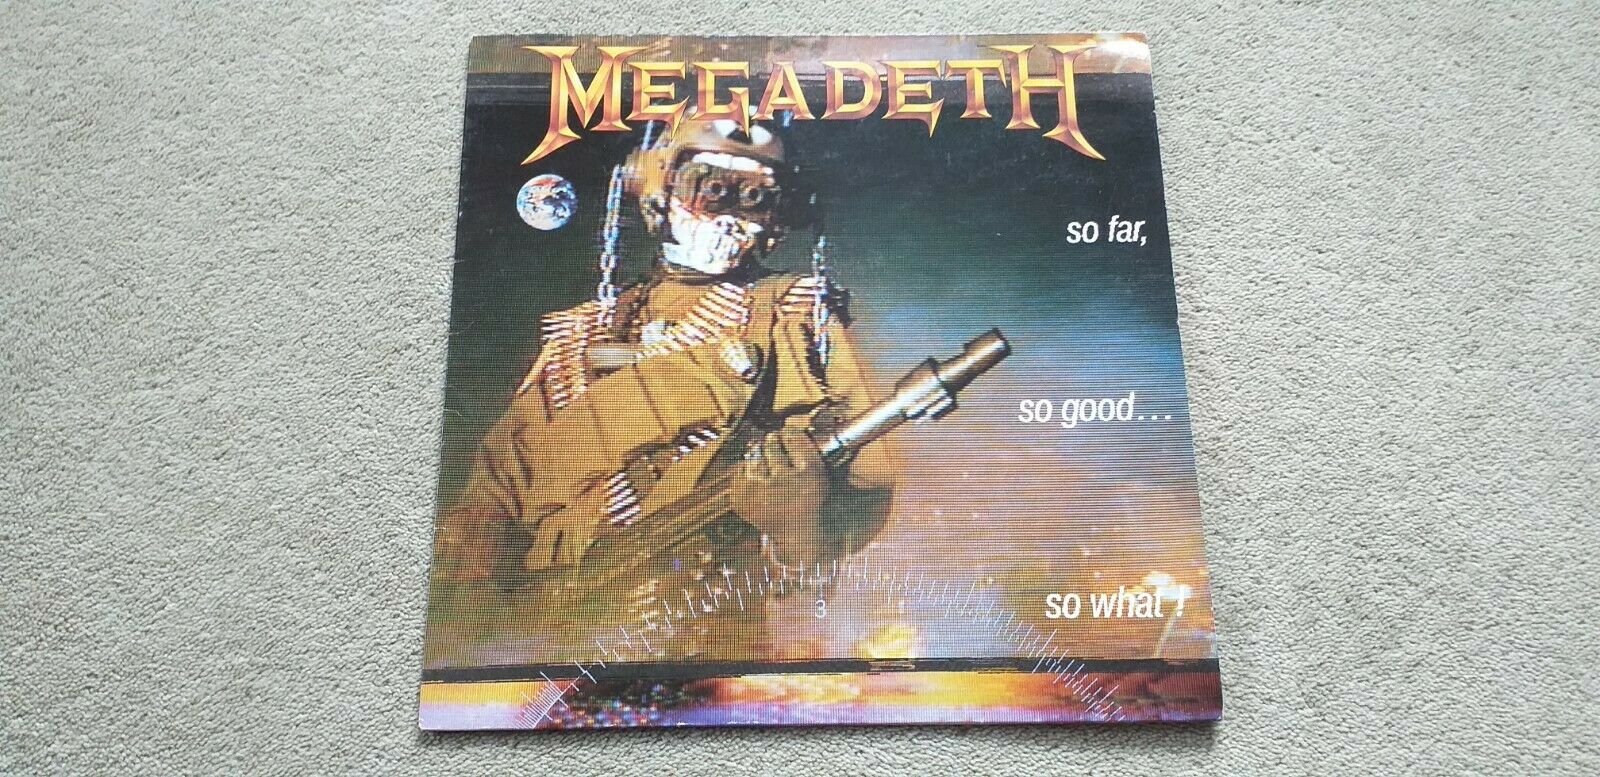 MEGADETH
so far,
so good...
so what!
3